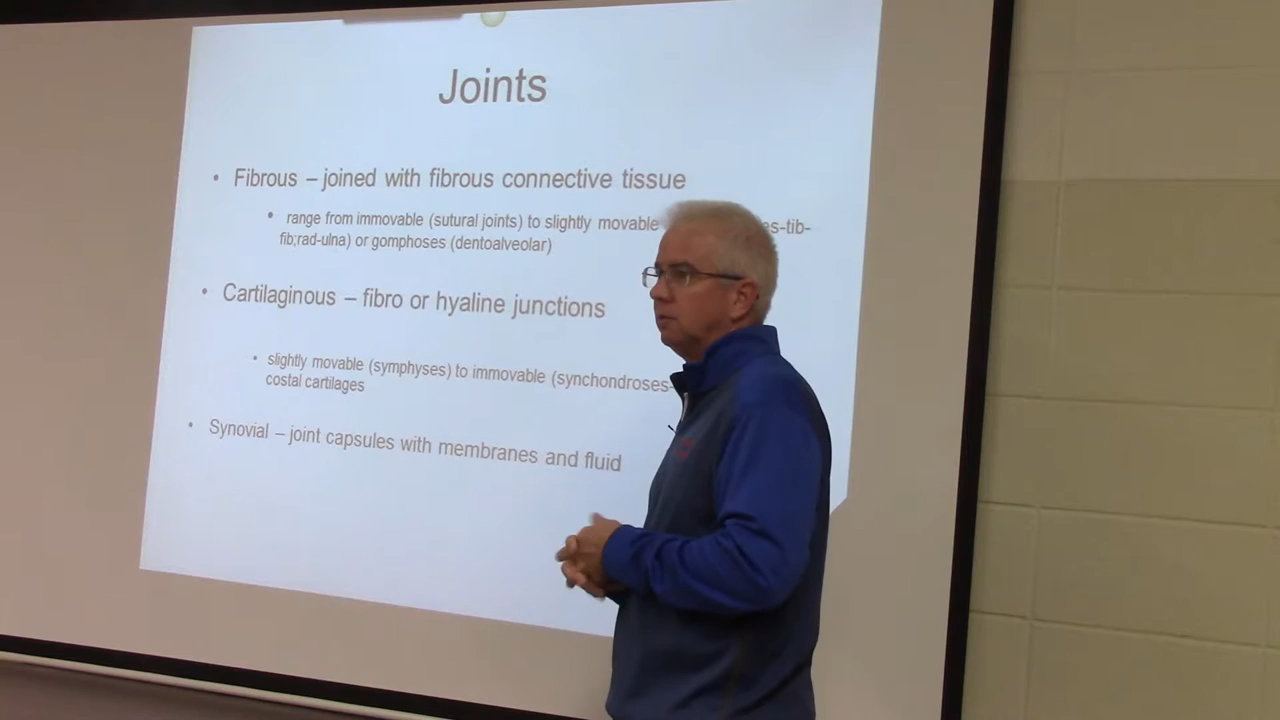 Joints
• Fibrous – joined with fibrous connective tissue
• range from immovable (sutural joints) to slightly movable es-tib-
fib;rad-ulna) or gomphoses (dentoalveolar)
• Cartilaginous – fibro or hyaline junctions
• slightly movable (symphyses) to immovable (synchondroses-
costal cartilages
• Synovial – joint capsules with membranes and fluid